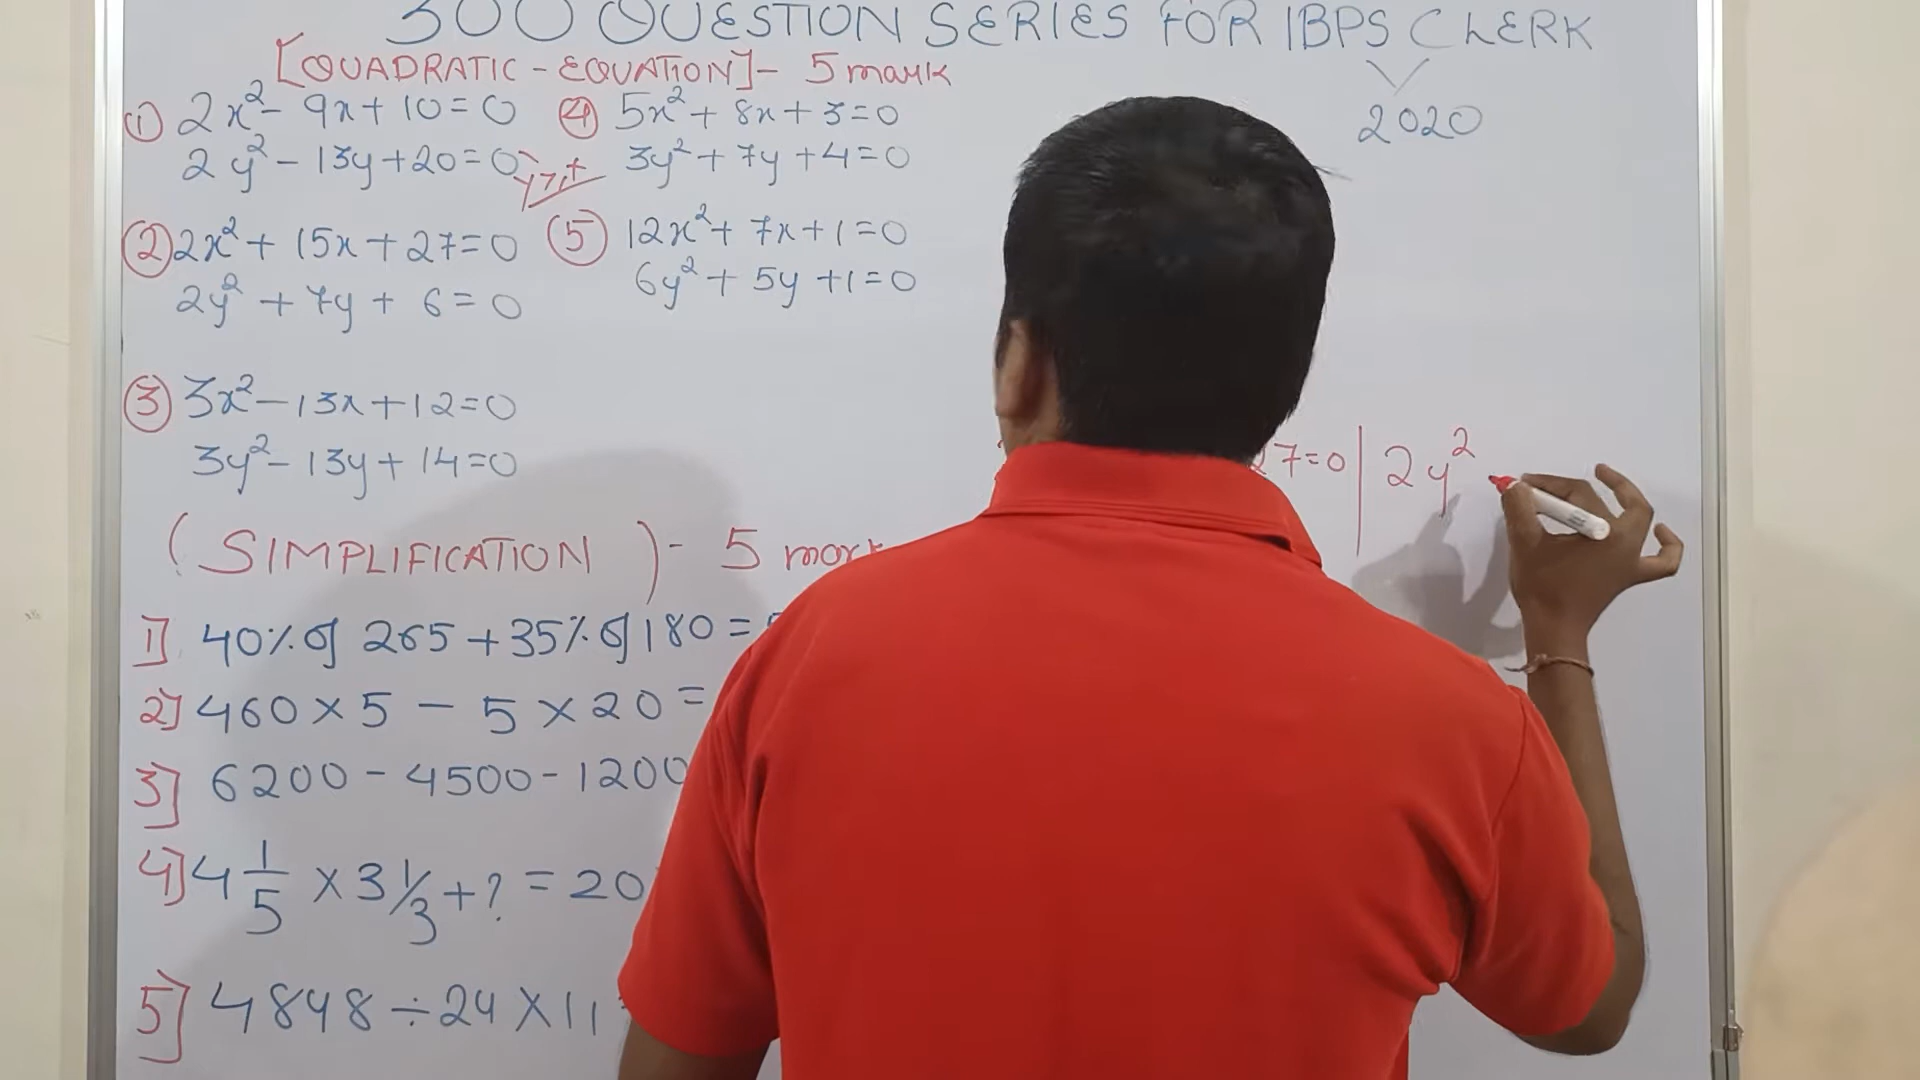 300 QUESTION SERIES FOR IBPS CLERK
2020
[QUADRATIC-EQUATION]- 5 mark
① 2x²- 9x+10=0
2y²-13y+20=0
y≥x
② 2x²+15x+27=0
2y²+7y+6=0
③ 3x²-13x+12=0
3y²-13y+14=0
④ 5x²+8x+3=0
3y²+7y+4=0
⑤ 12x²+7x+1=0
6y²+5y+1=0
27=0 | 2y²
(SIMPLIFICATION)- 5 mark
1] 40% of 265+35% of 180=
2] 460×5-5×20=
3] 6200-4500-1200
4] 4 1/5 ×3 1/3+?=20
5] 4848÷24×11